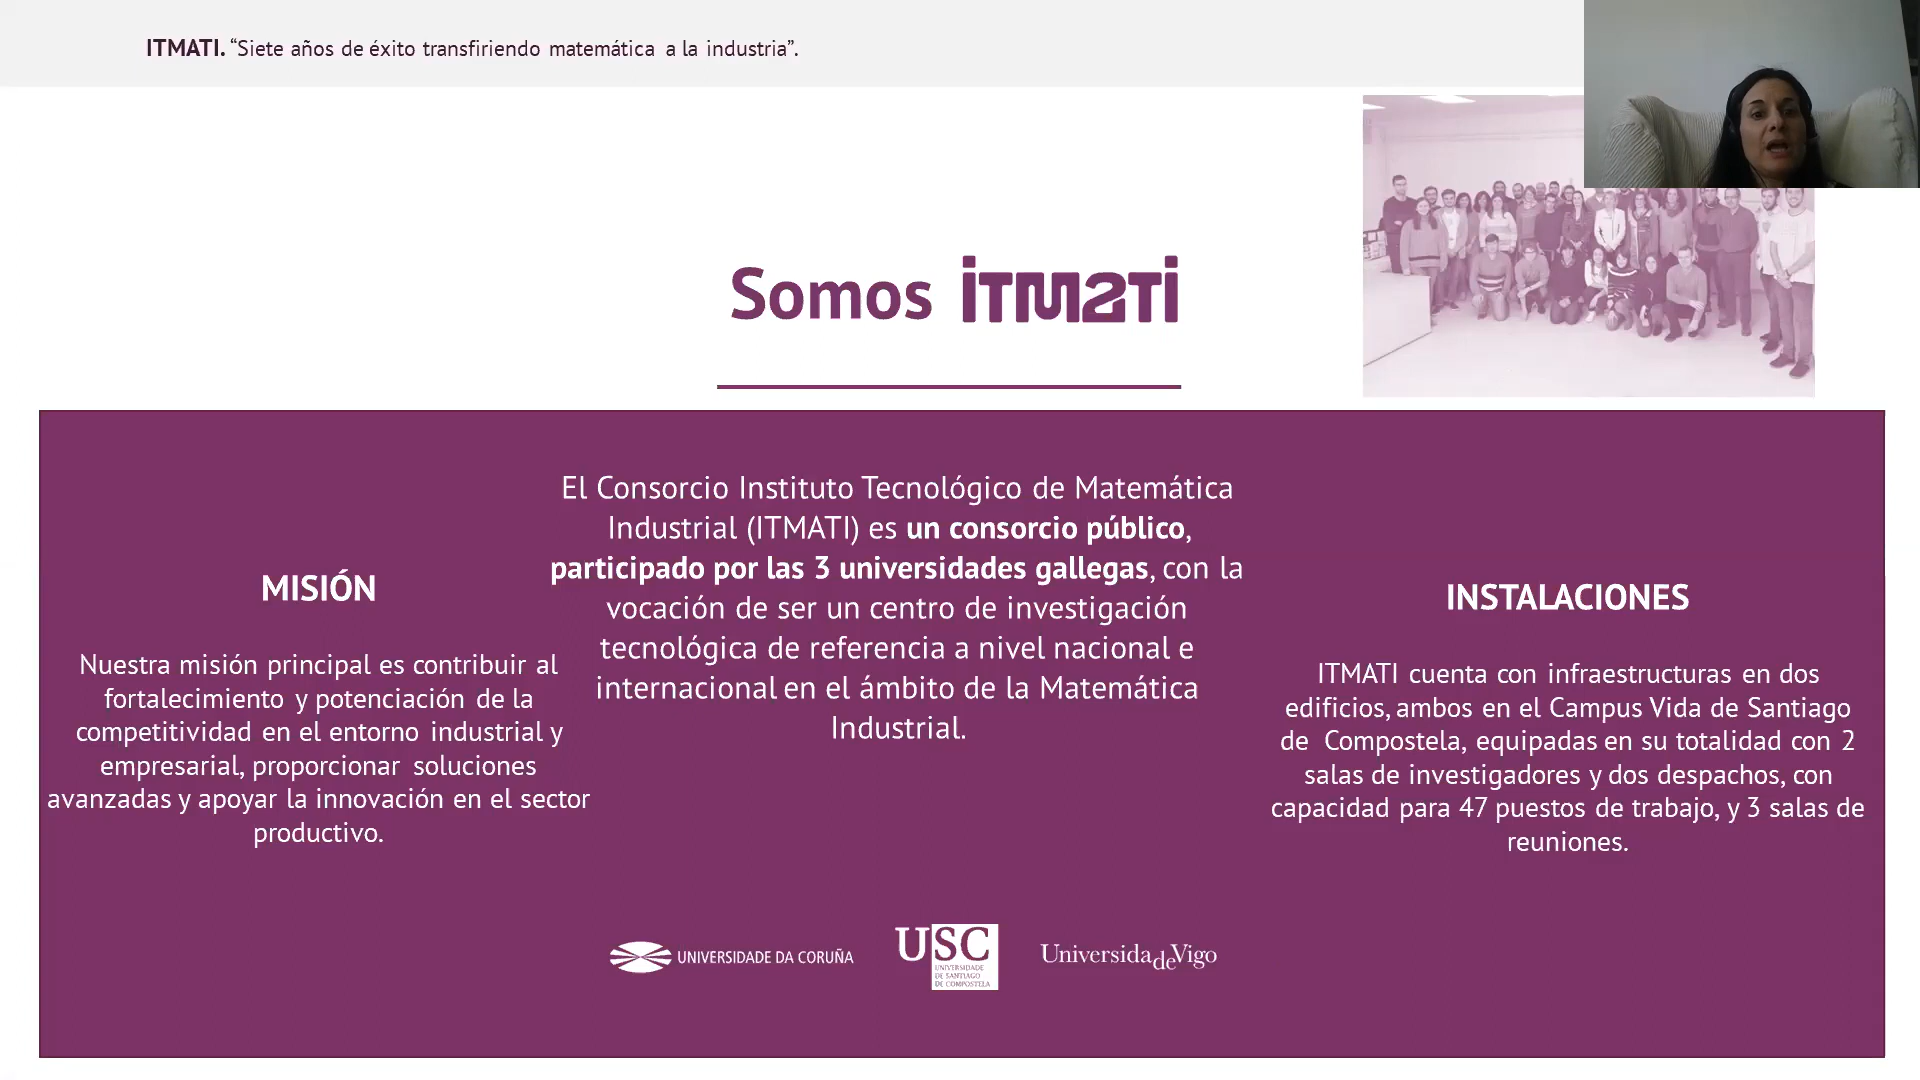 ITMATI. “Siete años de éxito transfiriendo matemática a la industria”.
Somos iTMaTi
El Consorcio Instituto Tecnológico de Matemática
Industrial (ITMATI) es un consorcio público,
participado por las 3 universidades gallegas, con la
vocación de ser un centro de investigación
tecnológica de referencia a nivel nacional e
internacional en el ámbito de la Matemática
Industrial.
MISIÓN
Nuestra misión principal es contribuir al
fortalecimiento y potenciación de la
competitividad en el entorno industrial y
empresarial, proporcionar soluciones
avanzadas y apoyar la innovación en el sector
productivo.
INSTALACIONES
ITMATI cuenta con infraestructuras en dos
edificios, ambos en el Campus Vida de Santiago
de Compostela, equipadas en su totalidad con 2
salas de investigadores y dos despachos, con
capacidad para 47 puestos de trabajo, y 3 salas de
reuniones.
UNIVERSIDADE DA CORUÑA
USC
UNIVERSIDADE
DE SANTIAGO
DE COMPOSTELA
UniversidadeVigo